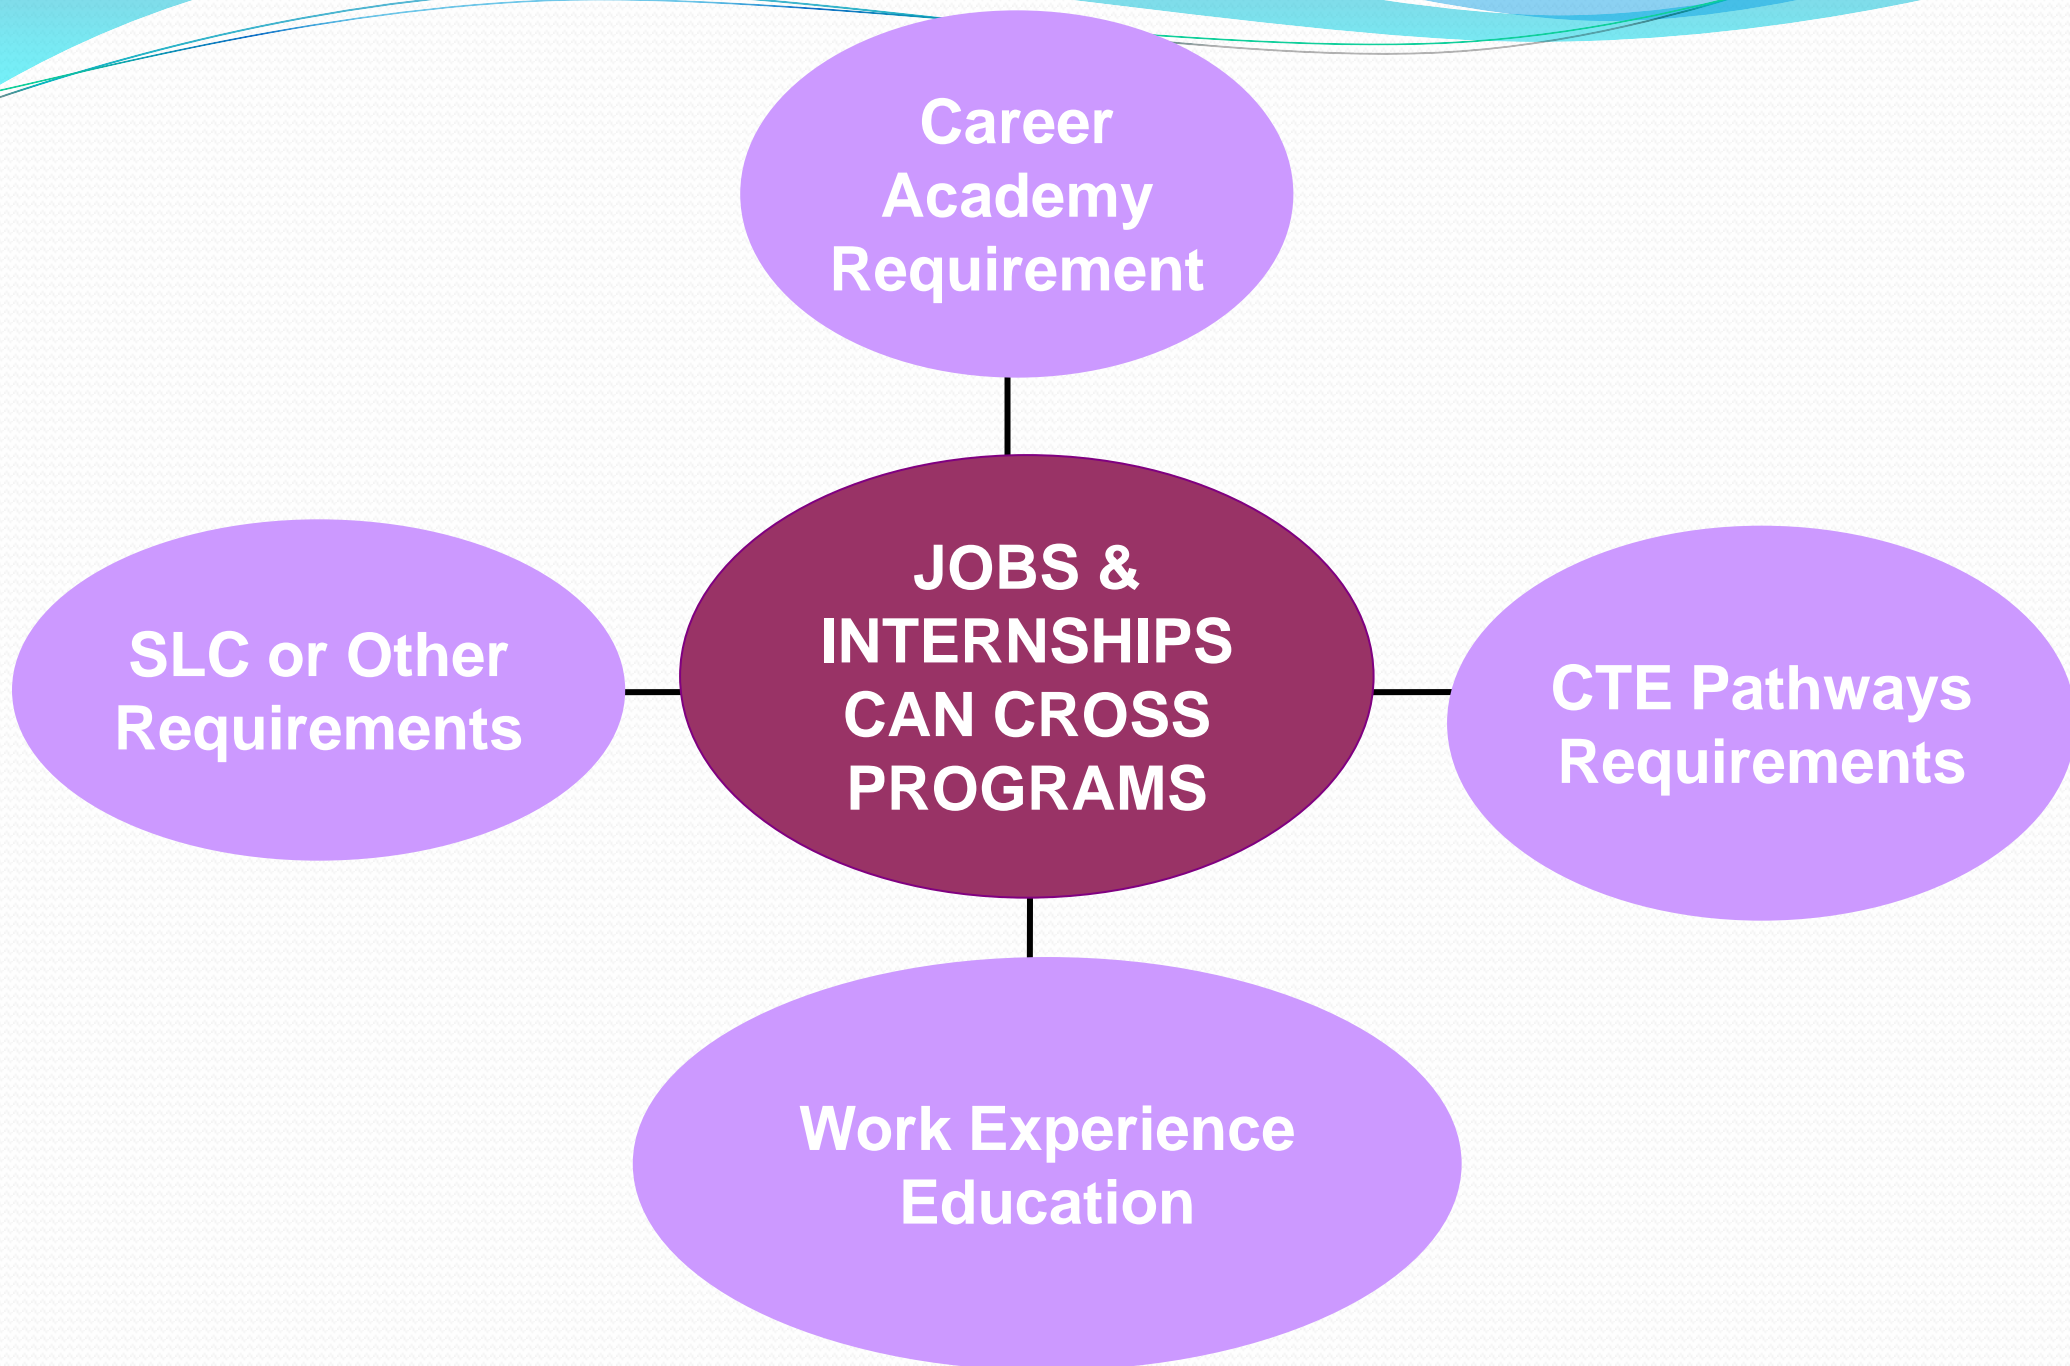 Career
Academy
Requirement
JOBS &
INTERNSHIPS
CAN CROSS
PROGRAMS
SLC or Other
Requirements
CTE Pathways
Requirements
Work Experience
Education